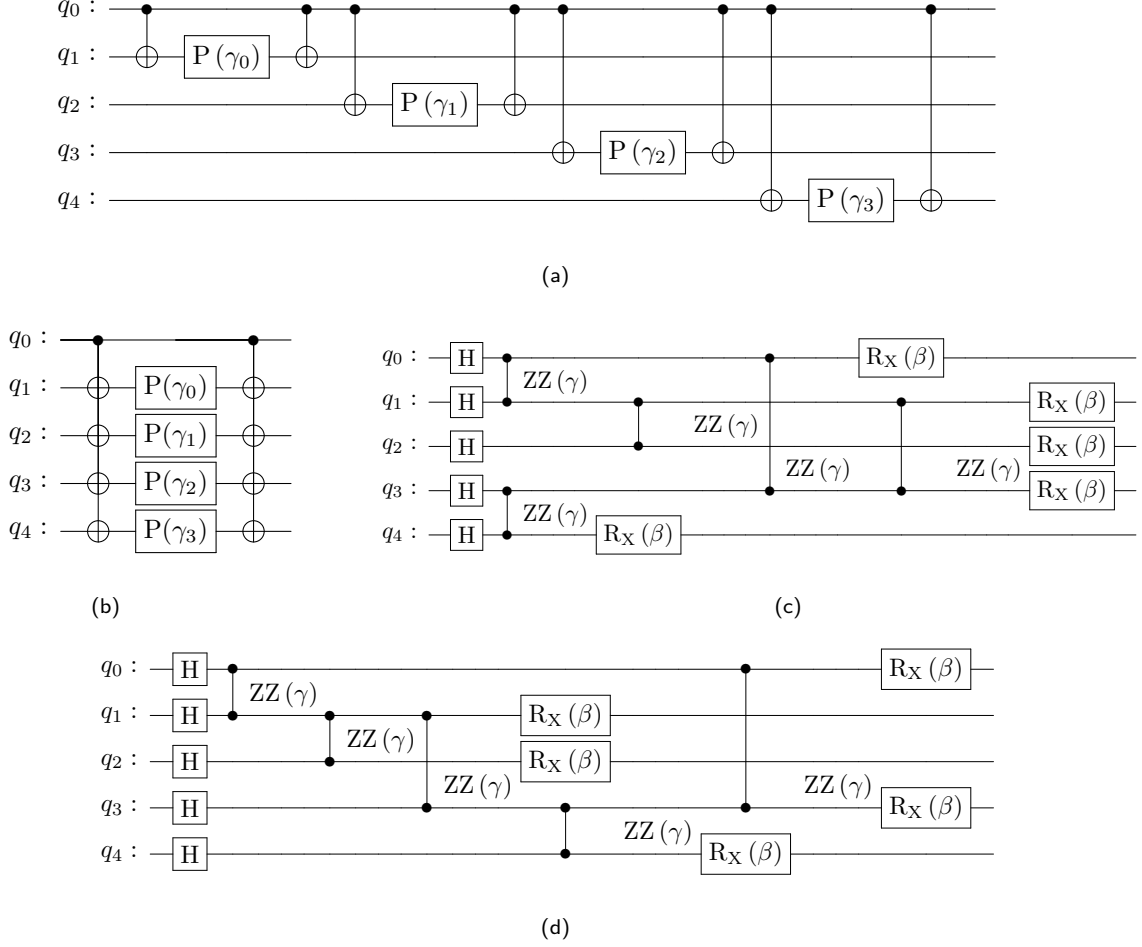 q₀ :
q₁ : P (γ₀)
q₂ : P (γ₁)
q₃ : P (γ₂)
q₄ : P (γ₃)
(a)
q₀ :
q₁ : P(γ₀)
q₂ : P(γ₁)
q₃ : P(γ₂)
q₄ : P(γ₃)
(b)
q₀ : H R_X (β)
ZZ (γ)
q₁ : H R_X (β)
ZZ (γ)
q₂ : H R_X (β)
ZZ (γ) ZZ (γ)
q₃ : H R_X (β)
ZZ (γ)
q₄ : H R_X (β)
(c)
q₀ : H R_X (β)
ZZ (γ)
q₁ : H R_X (β)
ZZ (γ)
q₂ : H R_X (β)
ZZ (γ) ZZ (γ)
q₃ : H R_X (β)
ZZ (γ)
q₄ : H R_X (β)
(d)